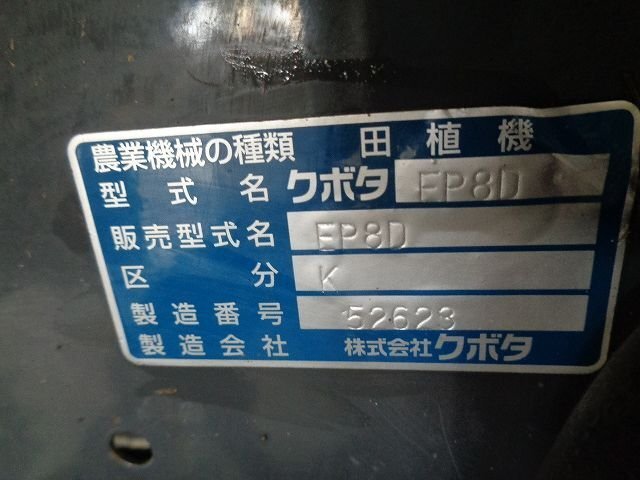 農業機械の種類 田植機
型式名 クボタ EP8D
販売型式名 EP8D
区分 K
製造番号 52623
製造会社 株式会社クボタ